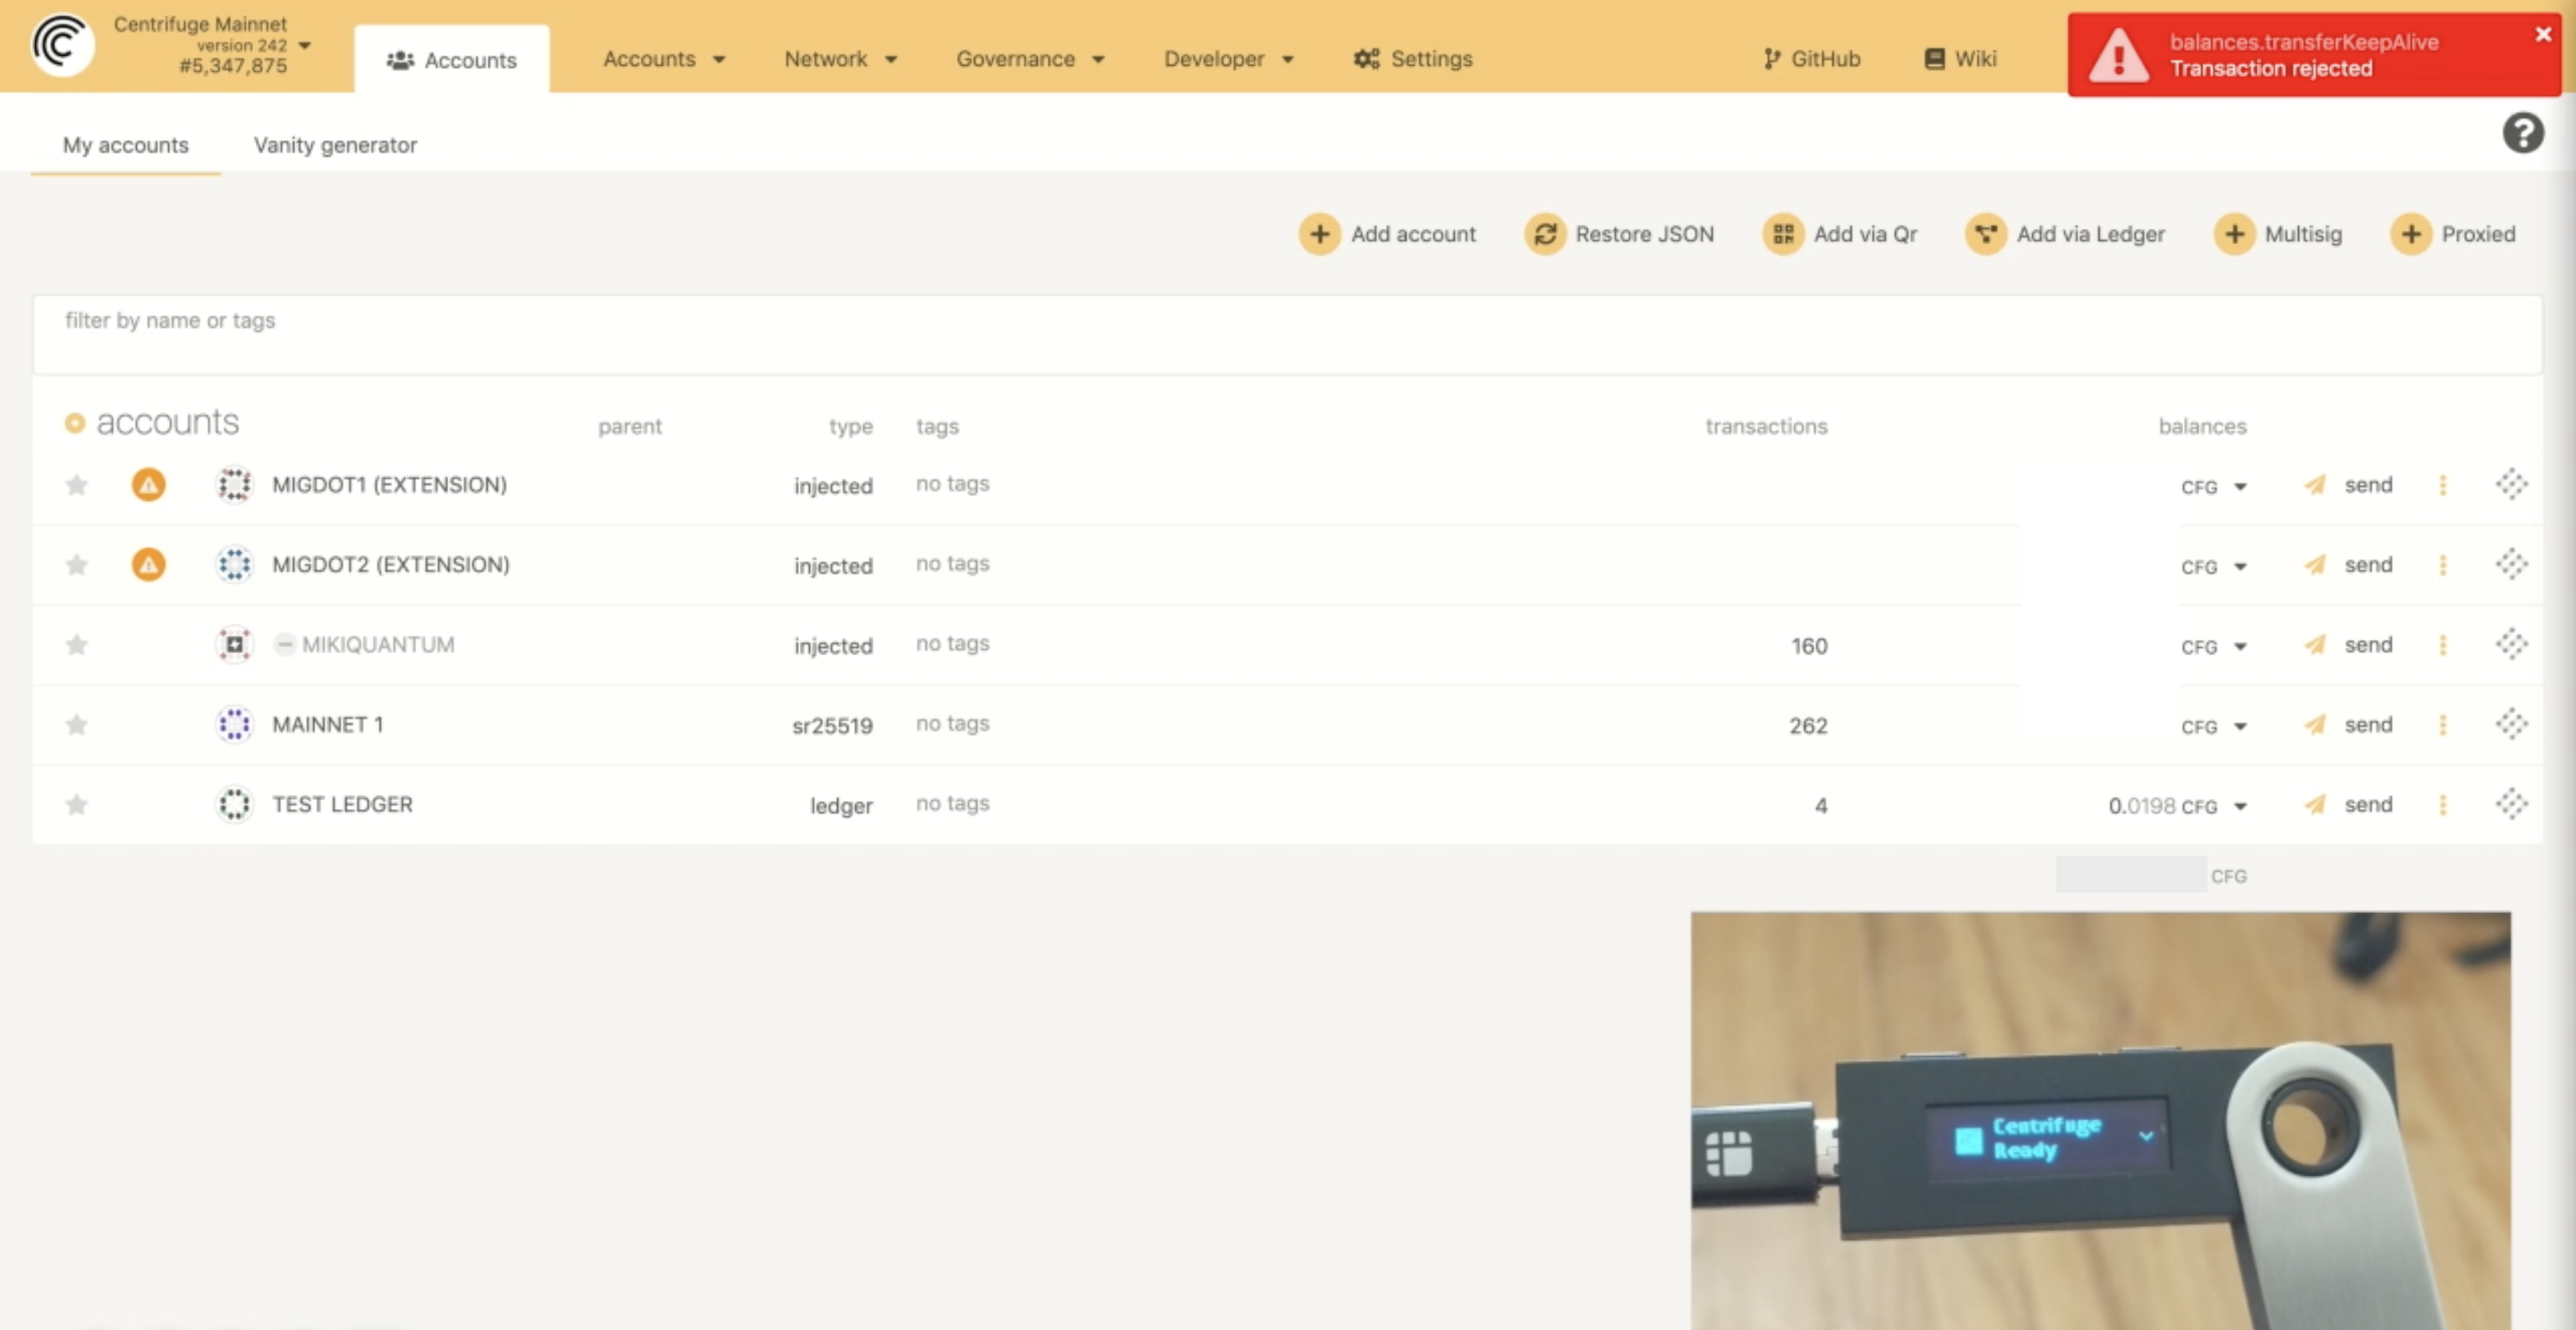 Centrifuge Mainnet
version 242
#5,347,875
Accounts
Accounts
Network
Governance
Developer
Settings
GitHub
Wiki
balances.transferKeepAlive
Transaction rejected
My accounts
Vanity generator
Add account
Restore JSON
Add via Qr
Add via Ledger
Multisig
Proxied
filter by name or tags
accounts parent type tags transactions balances
MIGDOT1 (EXTENSION) injected no tags CFG send
MIGDOT2 (EXTENSION) injected no tags CFG send
MIKIQUANTUM injected no tags 160 CFG send
MAINNET 1 sr25519 no tags 262 CFG send
TEST LEDGER ledger no tags 4 0.0198 CFG send
CFG
Centrifuge
Ready